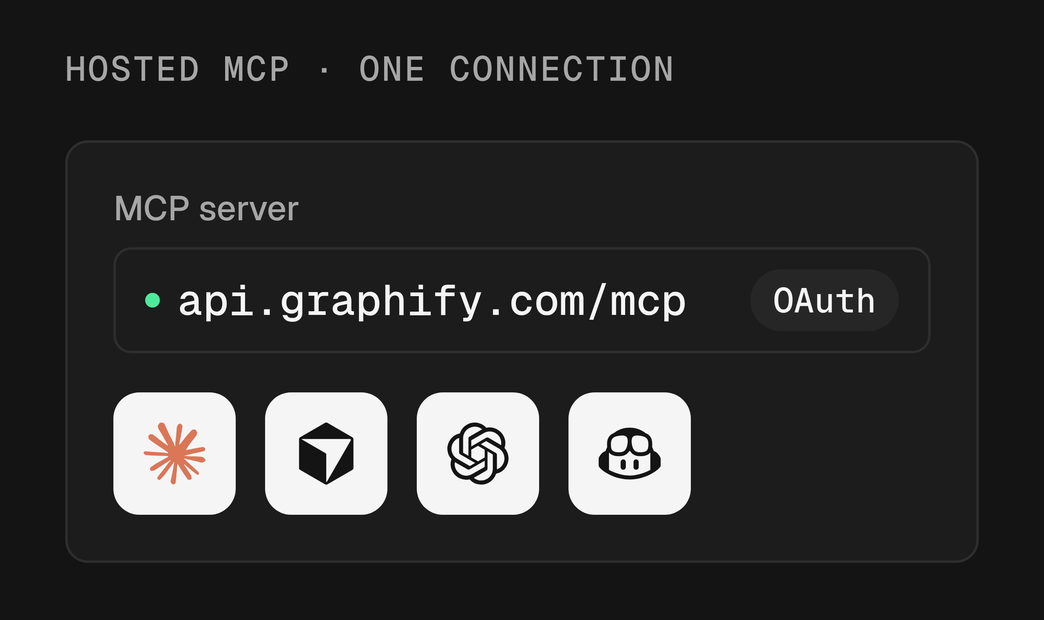 HOSTED MCP · ONE CONNECTION
MCP server
api.graphify.com/mcp
OAuth